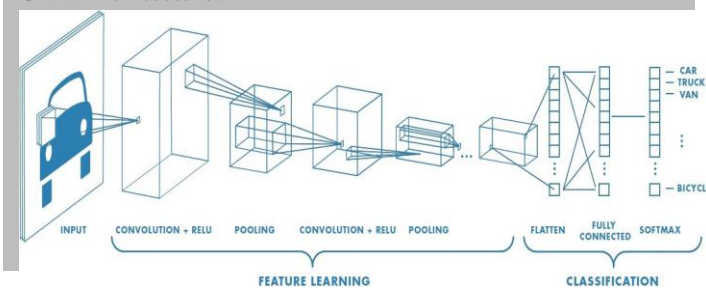 CAR
TRUCK
VAN
BICYCL
INPUT
CONVOLUTION + RELU
POOLING
CONVOLUTION + RELU
POOLING
FLATTEN
FULLY
CONNECTED
SOFTMAX
FEATURE LEARNING
CLASSIFICATION